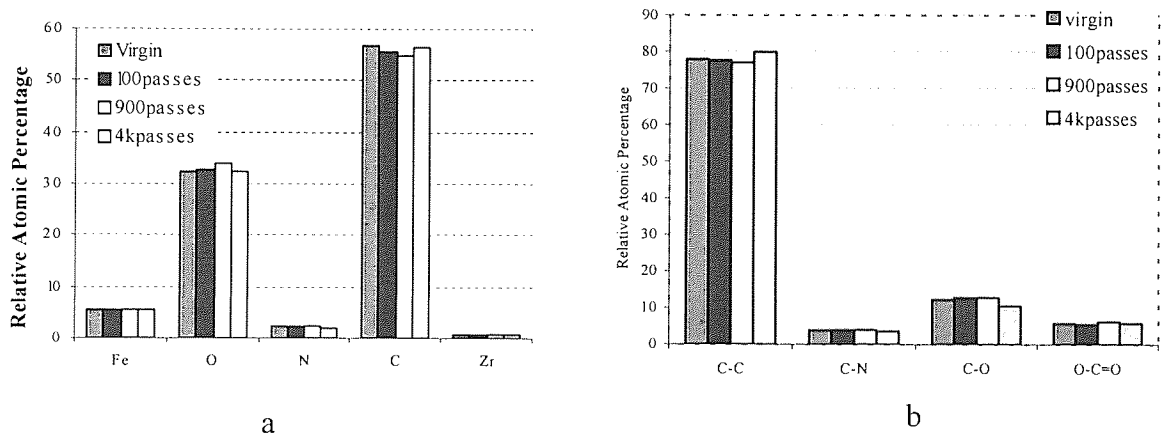 60
50
40
30
20
10
0
Relative Atomic Percentage
Virgin
100passes
900passes
4kpasses
Fe O N C Zr
a
90
80
70
60
50
40
30
20
10
0
Relative Atomic Percentage
virgin
100passes
900passes
4kpasses
C-C C-N C-O O-C=O
b